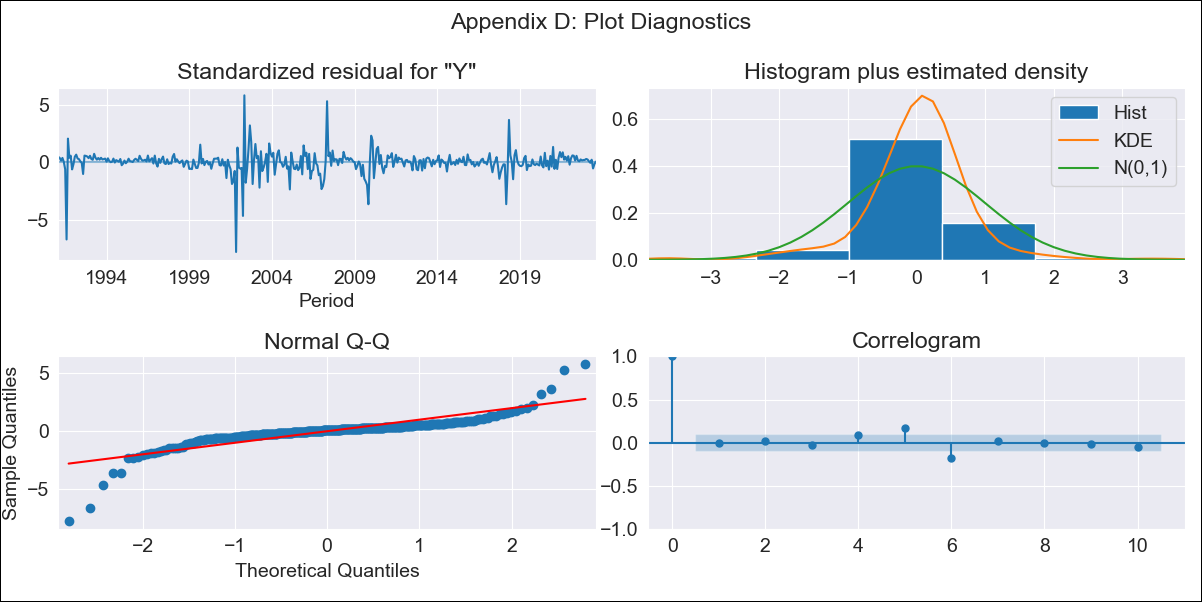 Appendix D: Plot Diagnostics
Standardized residual for "Y"
5
0
−5
1994 1999 2004 2009 2014 2019
Period
Histogram plus estimated density
Hist
KDE
N(0,1)
0.6
0.4
0.2
0.0
−3 −2 −1 0 1 2 3
Normal Q-Q
Sample Quantiles
5
0
−5
−2 −1 0 1 2
Theoretical Quantiles
Correlogram
1.0
0.5
0.0
−0.5
−1.0
0 2 4 6 8 10